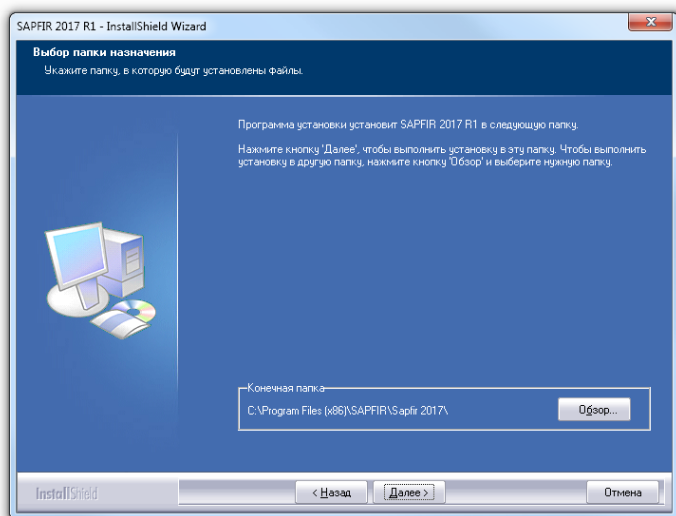 SAPFIR 2017 R1 - InstallShield Wizard
Выбор папки назначения
Укажите папку, в которую будут установлены файлы.
Программа установки установит SAPFIR 2017 R1 в следующую папку.
Нажмите кнопку 'Далее', чтобы выполнить установку в эту папку. Чтобы выполнить
установку в другую папку, нажмите кнопку 'Обзор' и выберите нужную папку.
Конечная папка
C:\Program Files (x86)\SAPFIR\Sapfir 2017\
Обзор...
InstallShield
< Назад
Далее >
Отмена